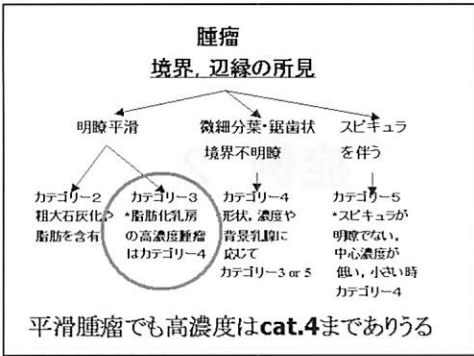 腫瘤
境界, 辺縁の所見
明瞭平滑
微細分葉・鋸歯状
境界不明瞭
スピキュラ
を伴う
カテゴリー2
粗大石灰化や
脂肪を含有
カテゴリー3
*脂肪化乳房
の高濃度腫瘤
はカテゴリー4
カテゴリー4
形状, 濃度や
背景乳腺に
応じて
カテゴリー3 or 5
カテゴリー5
*スピキュラが
明瞭でない,
中心濃度が
低い, 小さい時
カテゴリー4
平滑腫瘤でも高濃度はcat.4までありうる